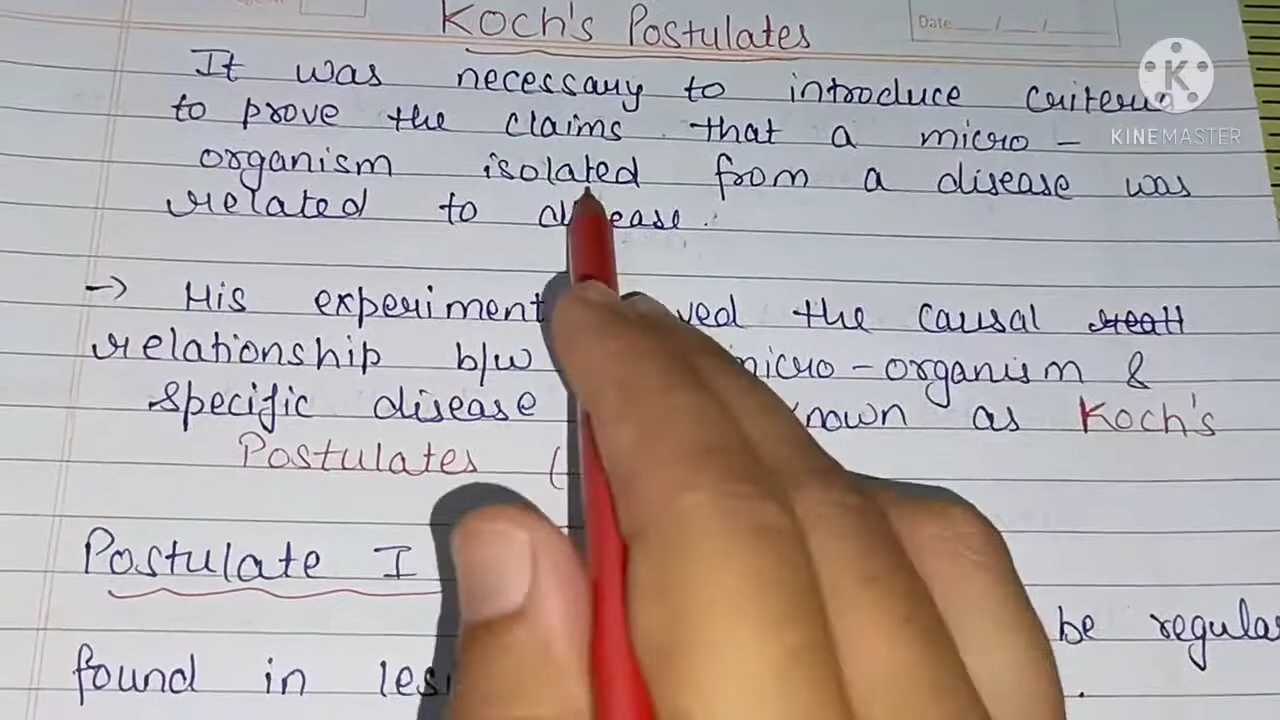 Koch's Postulates
Date / /
K
KINEMASTER
It was necessary to introduce criteria
to prove the claims that a micro -
organism isolated from a disease was
related to disease.
→ His experiment the causal
relationship b/w micro-organism &
specific disease as Koch's
Postulates (
Postulate I
be
found in